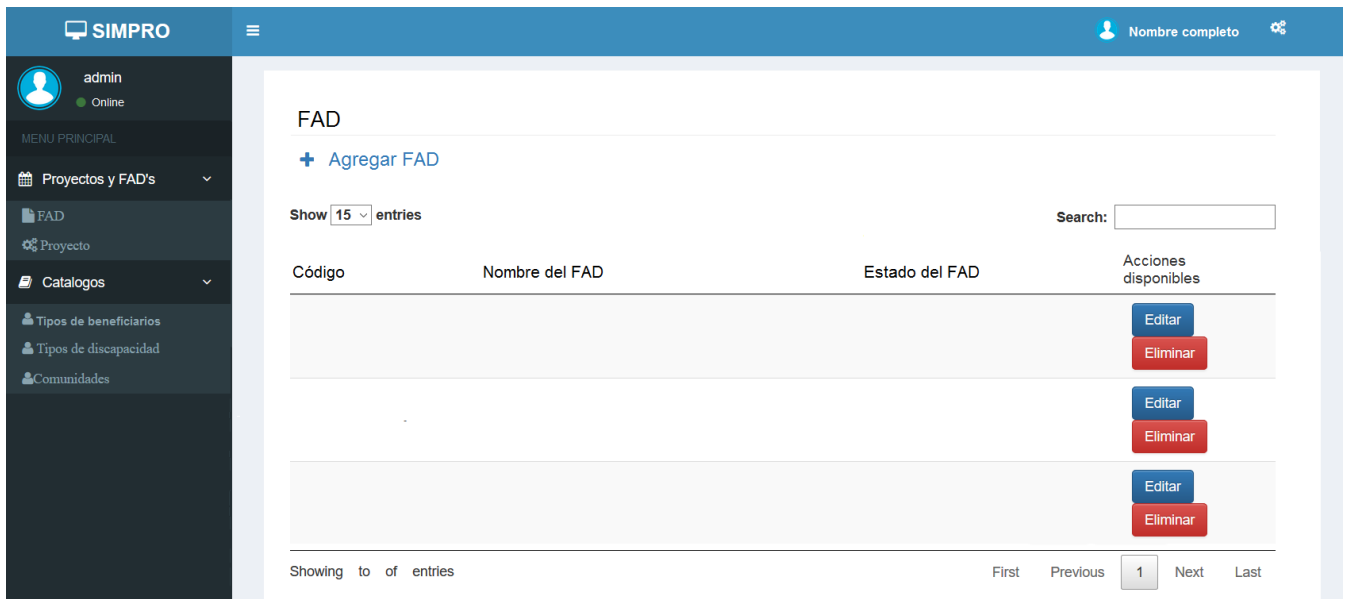 SIMPRO
Nombre completo
admin
Online
MENU PRINCIPAL
Proyectos y FAD's
FAD
Proyecto
Catalogos
Tipos de beneficiarios
Tipos de discapacidad
Comunidades
FAD
Agregar FAD
Show 15 entries
Search:
Código Nombre del FAD Estado del FAD Acciones
disponibles
Editar
Eliminar
Editar
Eliminar
Editar
Eliminar
Showing to of entries First Previous 1 Next Last